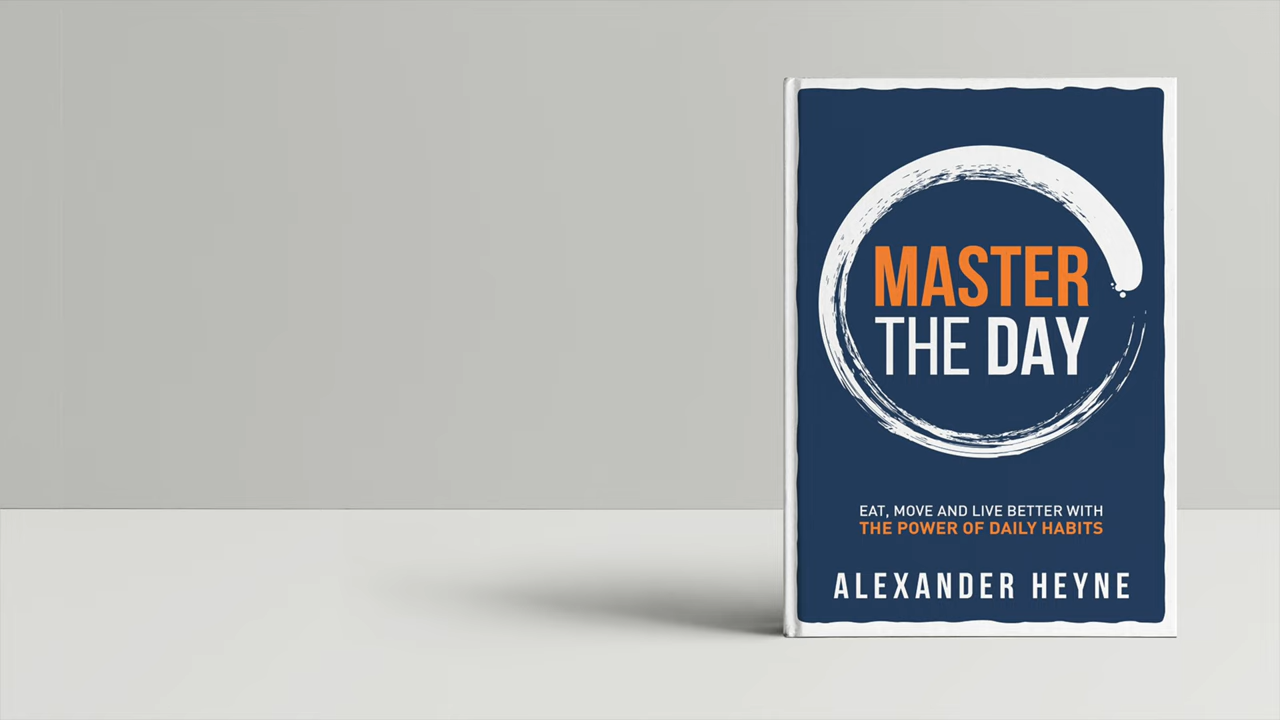 MASTER
THE DAY
EAT, MOVE AND LIVE BETTER WITH
THE POWER OF DAILY HABITS
ALEXANDER HEYNE